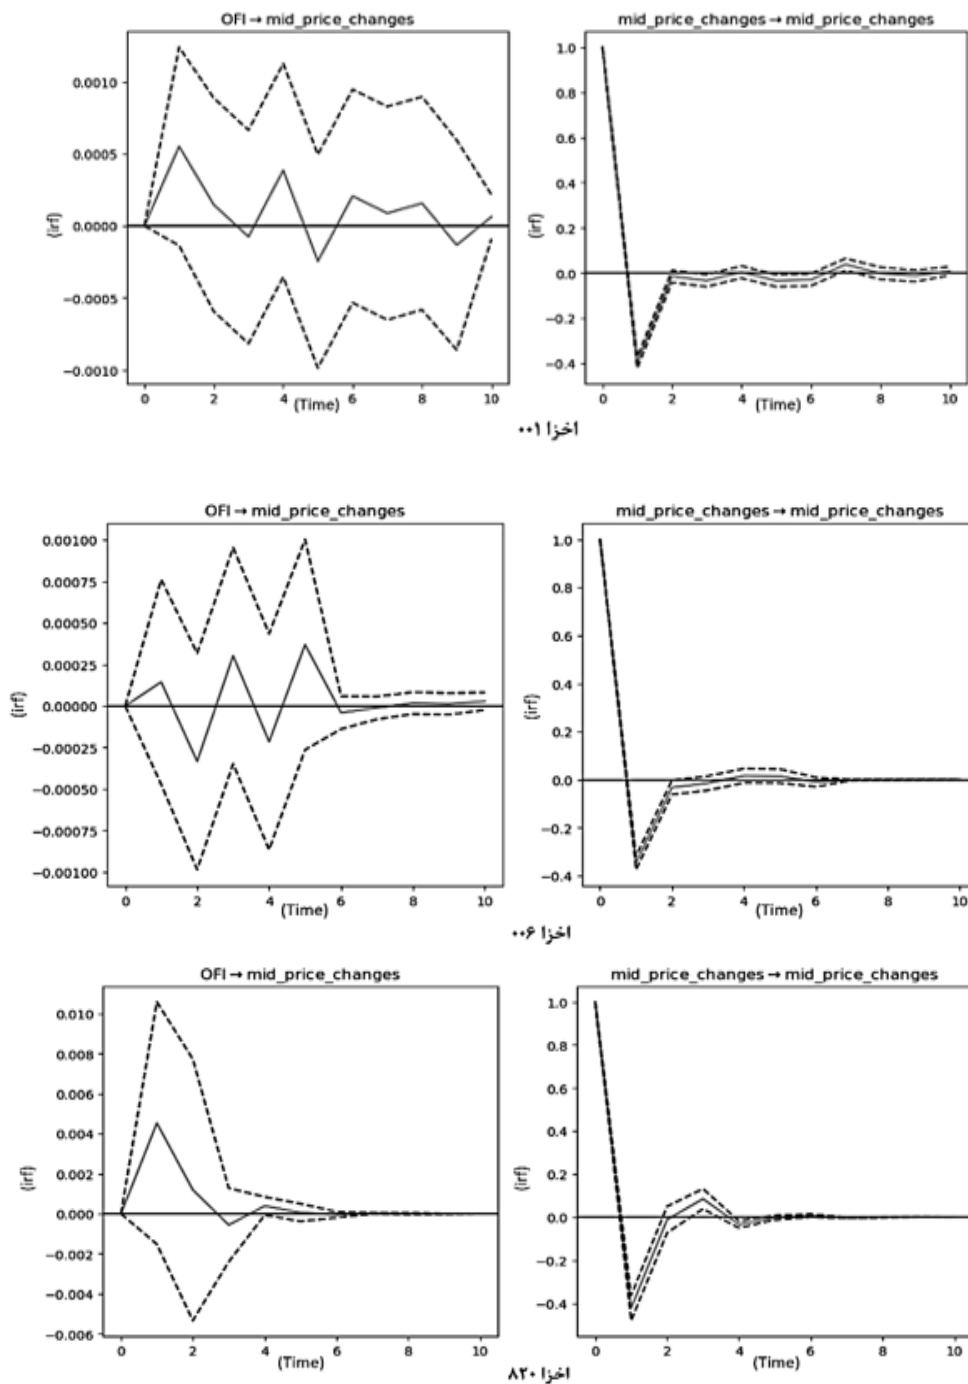 OFI → mid_price_changes
mid_price_changes → mid_price_changes
0.0010
0.0005
0.0000
−0.0005
−0.0010
(irf)
0 2 4 6 8 10
(Time)
1.0
0.8
0.6
0.4
0.2
0.0
−0.2
−0.4
(irf)
0 2 4 6 8 10
(Time)
اخزا ۰۰۱
OFI → mid_price_changes
mid_price_changes → mid_price_changes
0.00100
0.00075
0.00050
0.00025
0.00000
−0.00025
−0.00050
−0.00075
−0.00100
(irf)
0 2 4 6 8 10
(Time)
1.0
0.8
0.6
0.4
0.2
0.0
−0.2
−0.4
(irf)
0 2 4 6 8 10
(Time)
اخزا ۰۰۶
OFI → mid_price_changes
mid_price_changes → mid_price_changes
0.010
0.008
0.006
0.004
0.002
0.000
−0.002
−0.004
−0.006
(irf)
0 2 4 6 8 10
(Time)
1.0
0.8
0.6
0.4
0.2
0.0
−0.2
−0.4
(irf)
0 2 4 6 8 10
(Time)
اخزا ۸۲۰